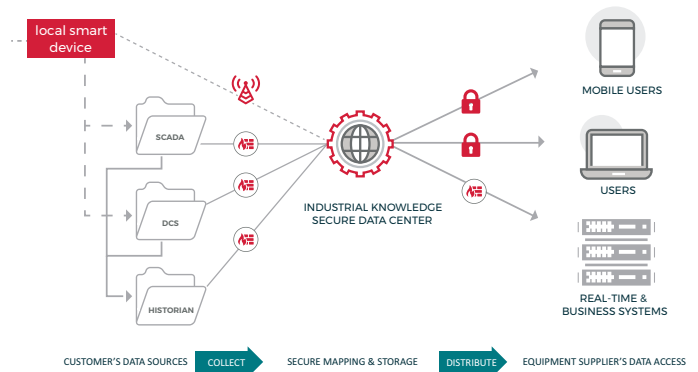 local smart
device
SCADA
DCS
HISTORIAN
INDUSTRIAL KNOWLEDGE
SECURE DATA CENTER
MOBILE USERS
USERS
REAL-TIME &
BUSINESS SYSTEMS
CUSTOMER'S DATA SOURCES COLLECT SECURE MAPPING & STORAGE DISTRIBUTE EQUIPMENT SUPPLIER'S DATA ACCESS